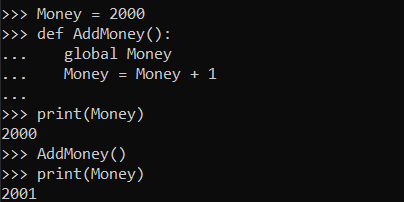 >>> Money = 2000
>>> def AddMoney():
...    global Money
...    Money = Money + 1
...
>>> print(Money)
2000
>>> AddMoney()
>>> print(Money)
2001